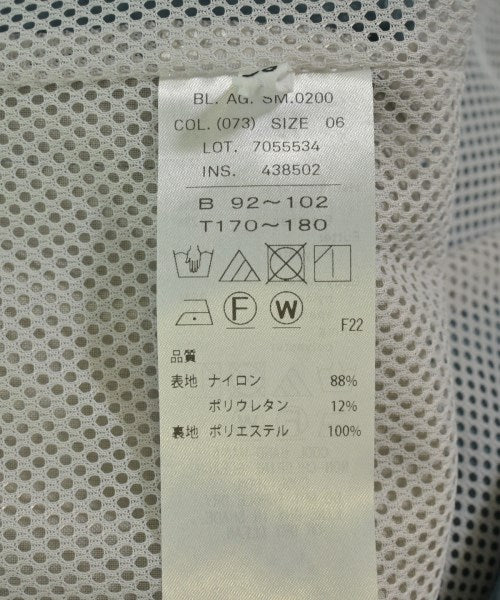 BL. AG. SM.0200
COL. (073) SIZE 06
LOT. 7055534
INS. 438502
B 92〜102
T170〜180
F W
F22
品質
表地 ナイロン 88%
ポリウレタン 12%
裏地 ポリエステル 100%